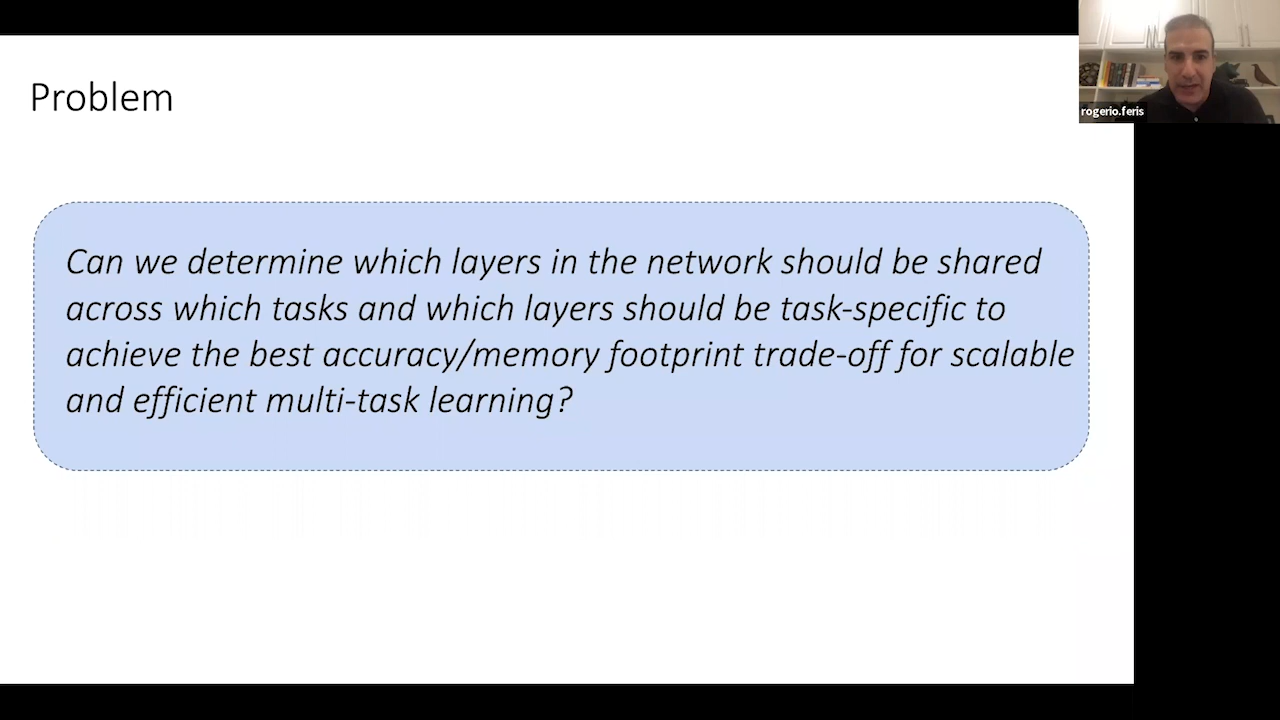 Problem
rogerio.feris
Can we determine which layers in the network should be shared
across which tasks and which layers should be task-specific to
achieve the best accuracy/memory footprint trade-off for scalable
and efficient multi-task learning?